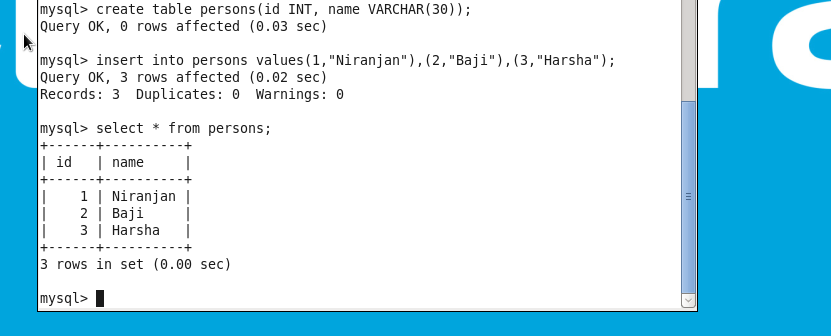 mysql> create table persons(id INT, name VARCHAR(30));
Query OK, 0 rows affected (0.03 sec)
mysql> insert into persons values(1,"Niranjan"),(2,"Baji"),(3,"Harsha");
Query OK, 3 rows affected (0.02 sec)
Records: 3  Duplicates: 0  Warnings: 0
mysql> select * from persons;
+------+----------+
| id   | name     |
+------+----------+
|    1 | Niranjan |
|    2 | Baji     |
|    3 | Harsha   |
+------+----------+
3 rows in set (0.00 sec)
mysql>